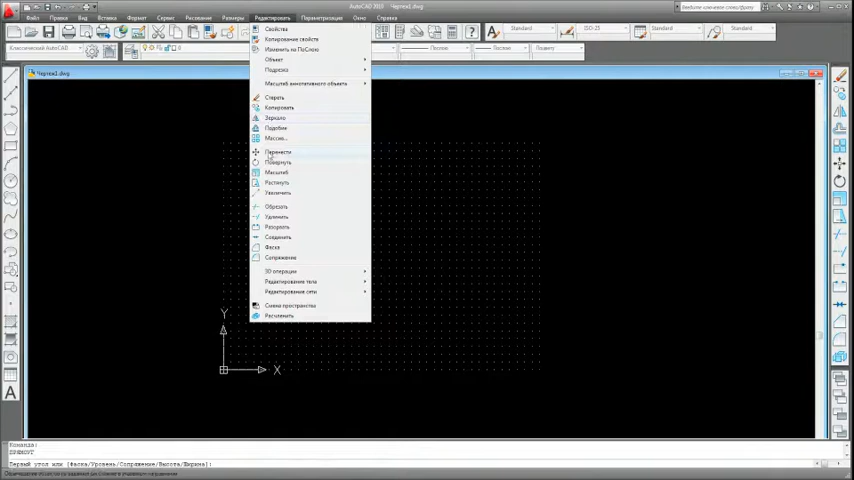 AutoCAD 2010 Чертеж1.dwg
Файл Правка Вид Вставка Формат Сервис Рисование Размеры Редактировать Параметризация Окно Справка
Standard ISO-25 Standard Standard
Классический AutoCAD 0 ПоСлою ПоСлою ПоЦвету
Чертеж1.dwg
Свойства
Копирование свойств
Изменить на ПоСлою
Объект
Подрезка
Масштаб аннотативного объекта
Стереть
Копировать
Зеркало
Подобие
Массив...
Перенести
Повернуть
Масштаб
Растянуть
Увеличить
Обрезать
Удлинить
Разорвать
Соединить
Фаска
Сопряжение
3D операции
Редактирование тела
Редактирование сети
Смена пространства
Расчленить
Y
X
A
Команда:
ПРЯМОУГ
Первый угол или [Фаска/Уровень/Сопряжение/Высота/Ширина]: